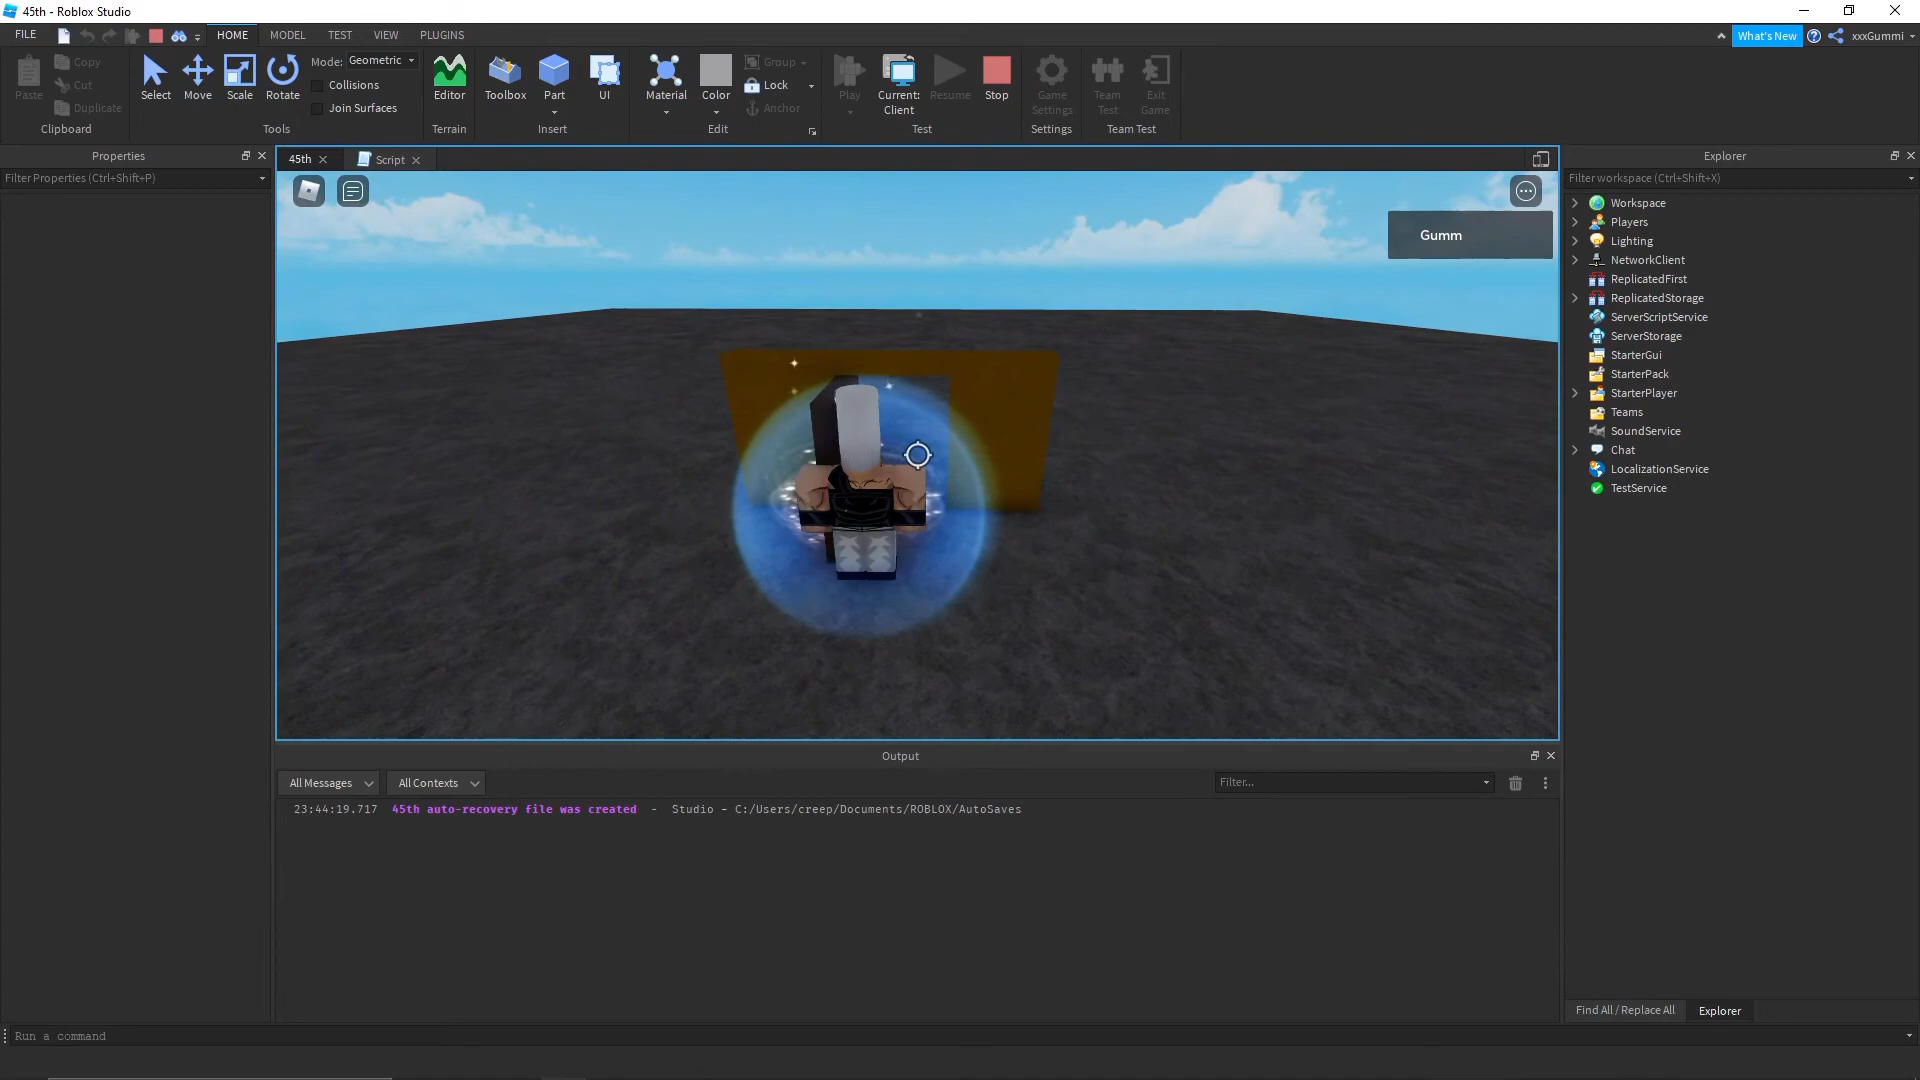 45th - Roblox Studio
FILE HOME MODEL TEST VIEW PLUGINS What's New xxxGummi
Paste Copy Cut Duplicate
Clipboard
Select Move Scale Rotate
Mode: Geometric
Collisions
Join Surfaces
Tools
Editor
Terrain
Toolbox Part UI
Insert
Material Color Group Lock Anchor
Edit
Play Current: Client Resume Stop
Test
Game Settings
Settings
Team Test Exit Game
Team Test
Properties
Filter Properties (Ctrl+Shift+P)
45th Script
Gumm
Explorer
Filter workspace (Ctrl+Shift+X)
Workspace
Players
Lighting
NetworkClient
ReplicatedFirst
ReplicatedStorage
ServerScriptService
ServerStorage
StarterGui
StarterPack
StarterPlayer
Teams
SoundService
Chat
LocalizationService
TestService
Output
All Messages All Contexts Filter...
23:44:19.717 45th auto-recovery file was created - Studio - C:/Users/creep/Documents/ROBLOX/AutoSaves
Find All / Replace All Explorer
Run a command